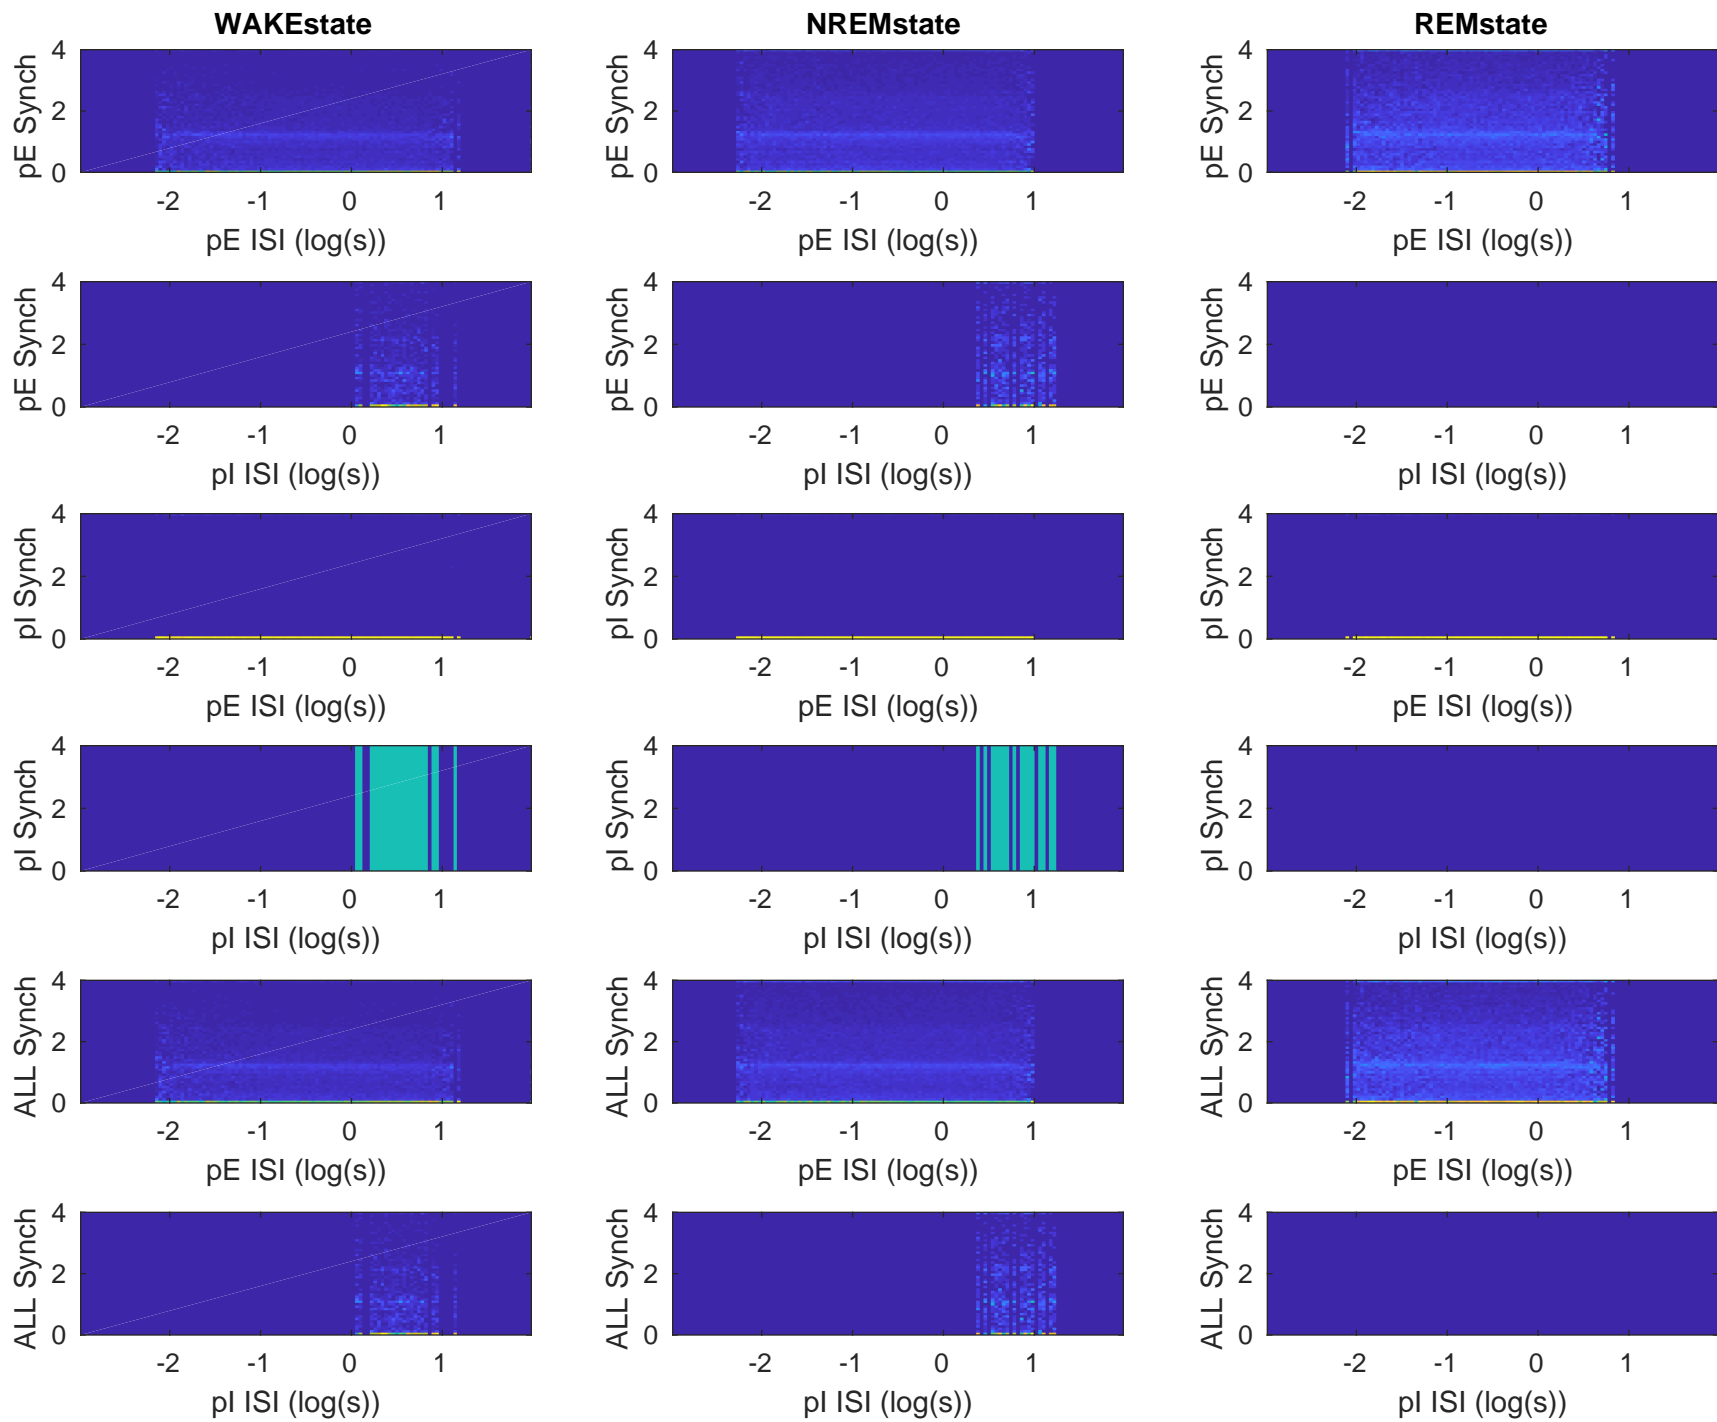 WAKEstate NREMstate REMstate
pE Synch 4 2 0 pE Synch 4 2 0 pE Synch 4 2 0
-2 -1 0 1 -2 -1 0 1 -2 -1 0 1
pE ISI (log(s)) pE ISI (log(s)) pE ISI (log(s))
pE Synch 4 2 0 pE Synch 4 2 0 pE Synch 4 2 0
-2 -1 0 1 -2 -1 0 1 -2 -1 0 1
pI ISI (log(s)) pI ISI (log(s)) pI ISI (log(s))
pI Synch 4 2 0 pI Synch 4 2 0 pI Synch 4 2 0
-2 -1 0 1 -2 -1 0 1 -2 -1 0 1
pE ISI (log(s)) pE ISI (log(s)) pE ISI (log(s))
pI Synch 4 2 0 pI Synch 4 2 0 pI Synch 4 2 0
-2 -1 0 1 -2 -1 0 1 -2 -1 0 1
pI ISI (log(s)) pI ISI (log(s)) pI ISI (log(s))
ALL Synch 4 2 0 ALL Synch 4 2 0 ALL Synch 4 2 0
-2 -1 0 1 -2 -1 0 1 -2 -1 0 1
pE ISI (log(s)) pE ISI (log(s)) pE ISI (log(s))
ALL Synch 4 2 0 ALL Synch 4 2 0 ALL Synch 4 2 0
-2 -1 0 1 -2 -1 0 1 -2 -1 0 1
pI ISI (log(s)) pI ISI (log(s)) pI ISI (log(s))